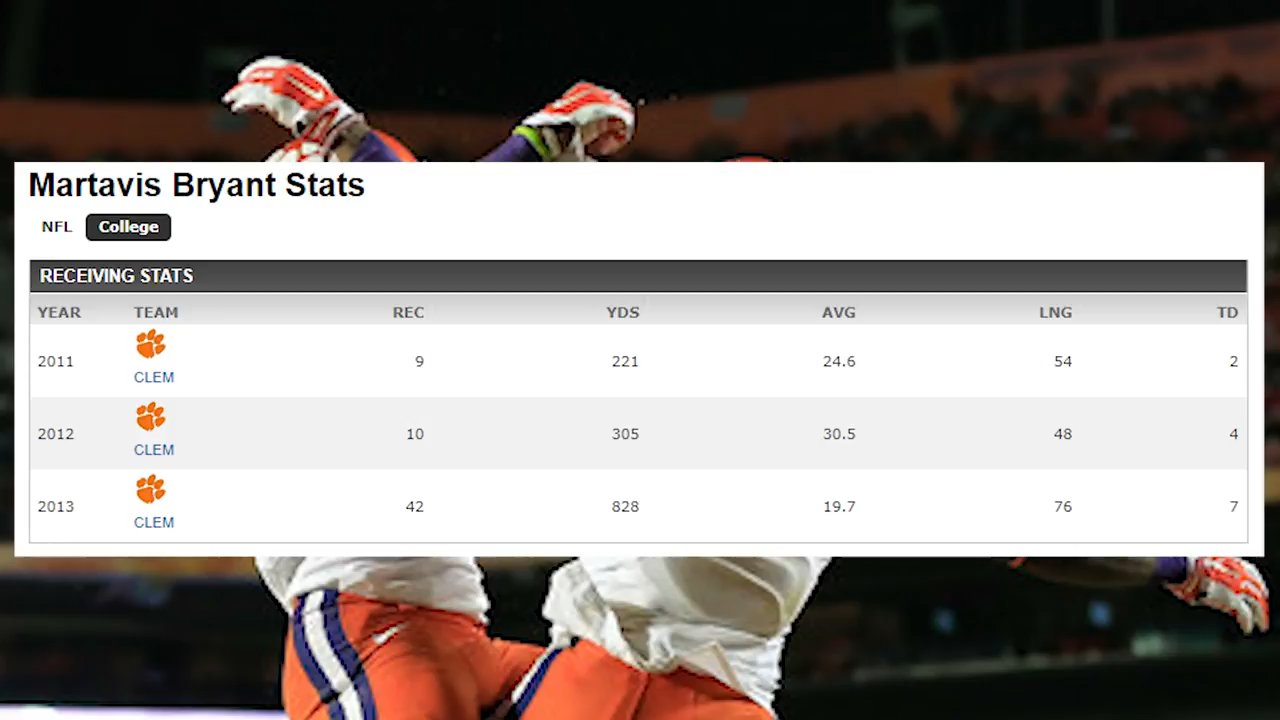 Martavis Bryant Stats
NFL College
RECEIVING STATS
YEAR TEAM REC YDS AVG LNG TD
2011 CLEM 9 221 24.6 54 2
2012 CLEM 10 305 30.5 48 4
2013 CLEM 42 828 19.7 76 7